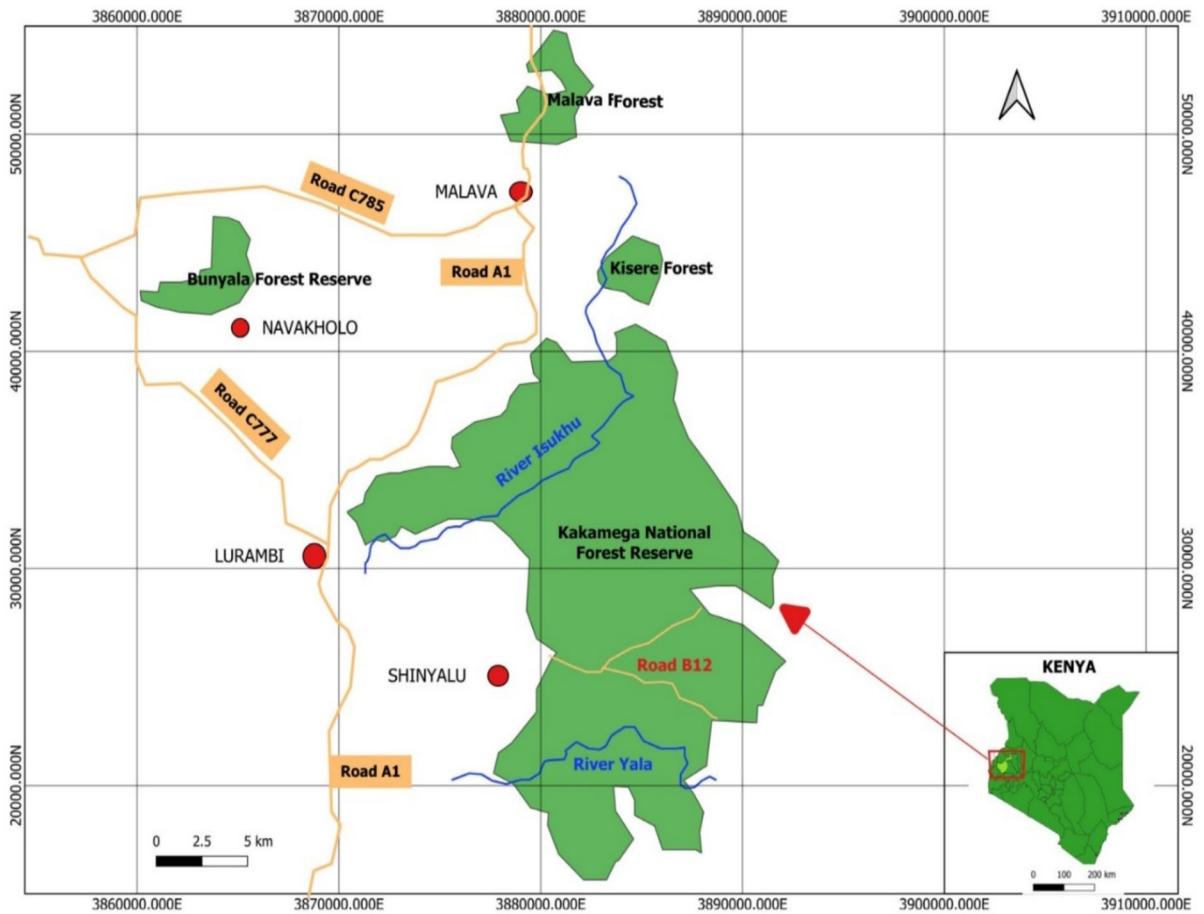 3860000.000E 3870000.000E 3880000.000E 3890000.000E 3900000.000E 3910000.000E
50000.000N
50000.000N
Malava F Forest
Road C785
MALAVA
Road A1
Kisere Forest
Bunyala Forest Reserve
NAVAKHOLO
40000.000N
40000.000N
Road C777
River Isukhu
Kakamega National
Forest Reserve
LURAMBI
30000.000N
30000.000N
Road B12
SHINYALU
KENYA
River Yala
Road A1
20000.000N
20000.000N
0 2.5 5 km
0 100 200 km
3860000.000E 3870000.000E 3880000.000E 3890000.000E 3900000.000E 3910000.000E